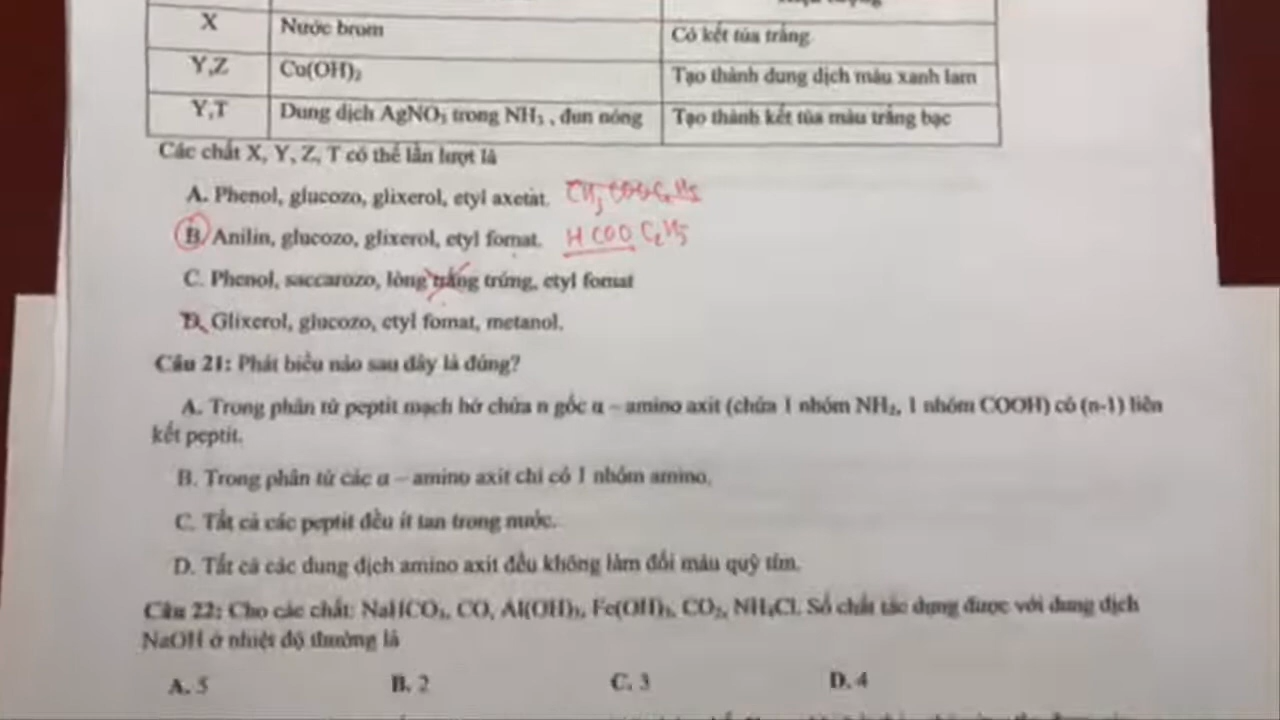 X Nước brom Có kết tủa trắng
Y,Z Cu(OH)₂ Tạo thành dung dịch màu xanh lam
Y,T Dung dịch AgNO₃ trong NH₃ , đun nóng Tạo thành kết tủa màu trắng bạc
Các chất X, Y, Z, T có thể lần lượt là
A. Phenol, glucozo, glixerol, etyl axetat. CH₃COOC₂H₅
B. Anilin, glucozo, glixerol, etyl fomat. HCOOC₂H₅
C. Phenol, saccarozo, lòng trắng trứng, etyl fomat
D. Glixerol, glucozo, etyl fomat, metanol.
Câu 21: Phát biểu nào sau đây là đúng?
A. Trong phân tử peptit mạch hở chứa n gốc α – amino axit (chứa 1 nhóm NH₂, 1 nhóm COOH) có (n-1) liên
kết peptit.
B. Trong phân tử các α – amino axit chỉ có 1 nhóm amino.
C. Tất cả các peptit đều ít tan trong nước.
D. Tất cả các dung dịch amino axit đều không làm đổi màu quỳ tím.
Câu 22: Cho các chất: NaHCO₃, CO, Al(OH)₃, Fe(OH)₃, CO₂, NH₄Cl. Số chất tác dụng được với dung dịch
NaOH ở nhiệt độ thường là
A. 5 B. 2 C. 3 D. 4